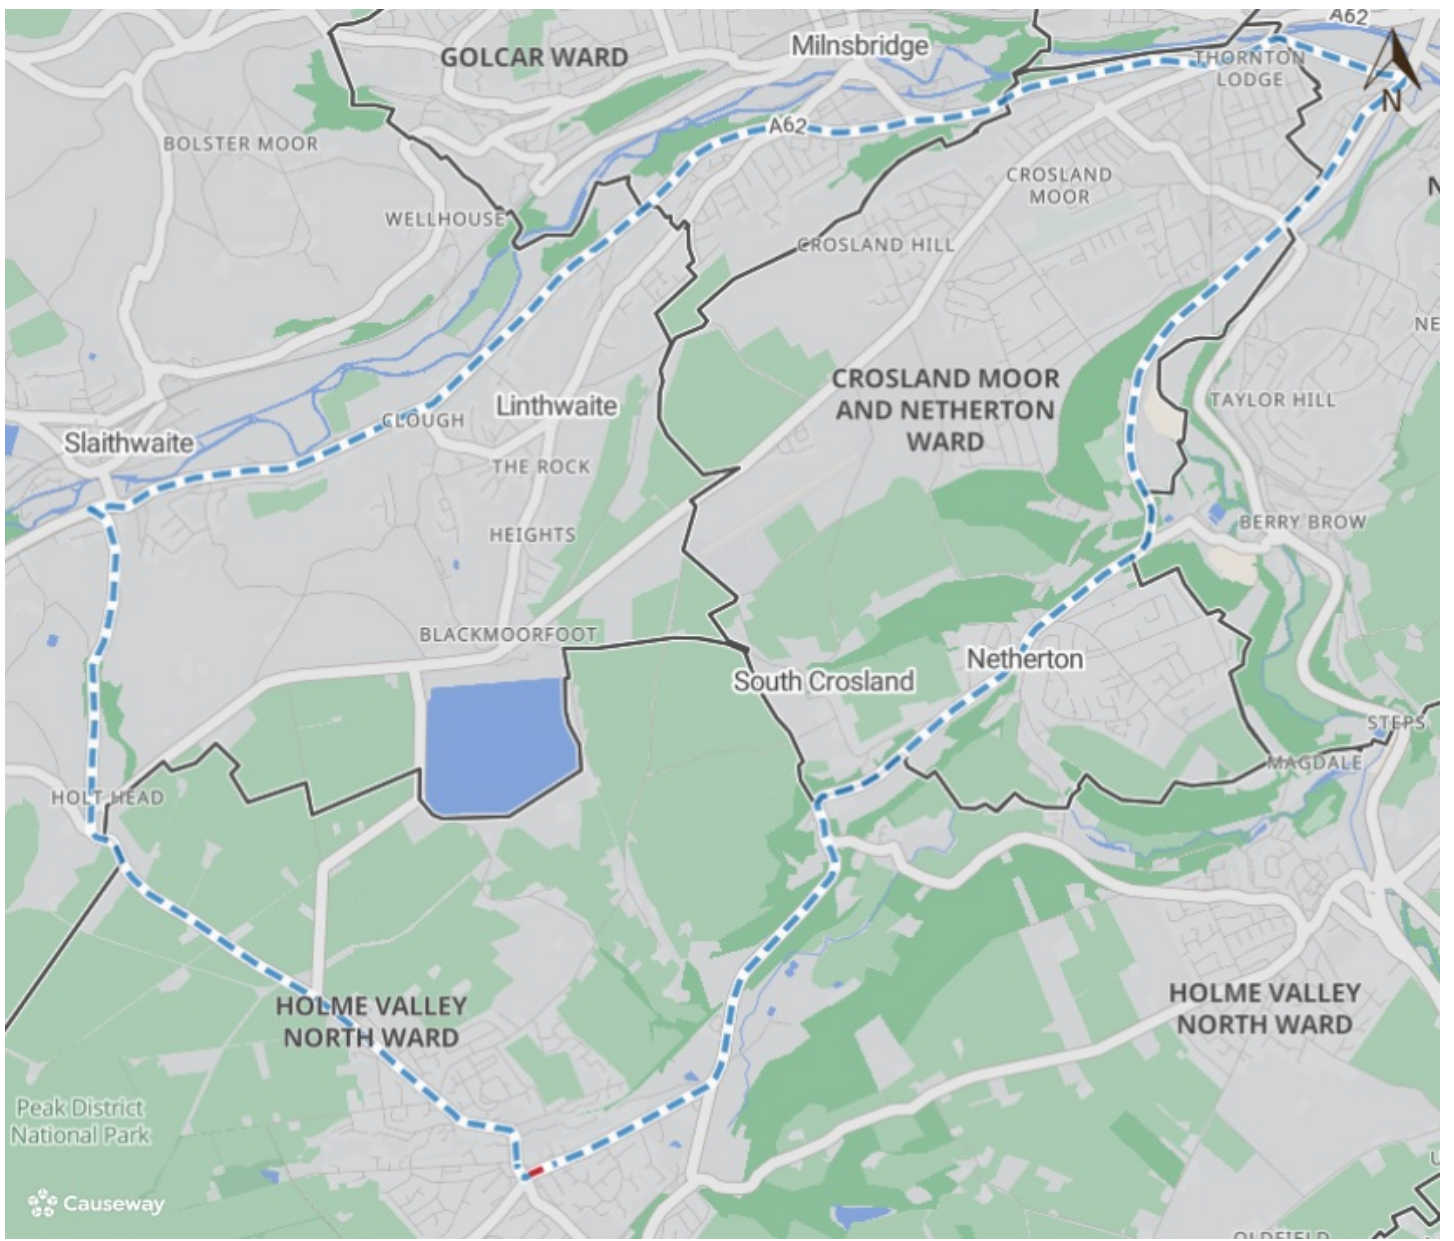 A62
Milnsbridge
GOLCAR WARD
THORNTON
LODGE
N
A62
BOLSTER MOOR
CROSLAND
MOOR
N
WELLHOUSE
CROSLAND HILL
NE
CROSLAND MOOR
AND NETHERTON
WARD
TAYLOR HILL
Linthwaite
CLOUGH
Slaithwaite
THE ROCK
BERRY BROW
HEIGHTS
BLACKMOORFOOT
Netherton
South Crosland
STEPS
MAGDALE
HOLT HEAD
HOLME VALLEY
NORTH WARD
HOLME VALLEY
NORTH WARD
Peak District
National Park
U
Causeway
OLDFIELD